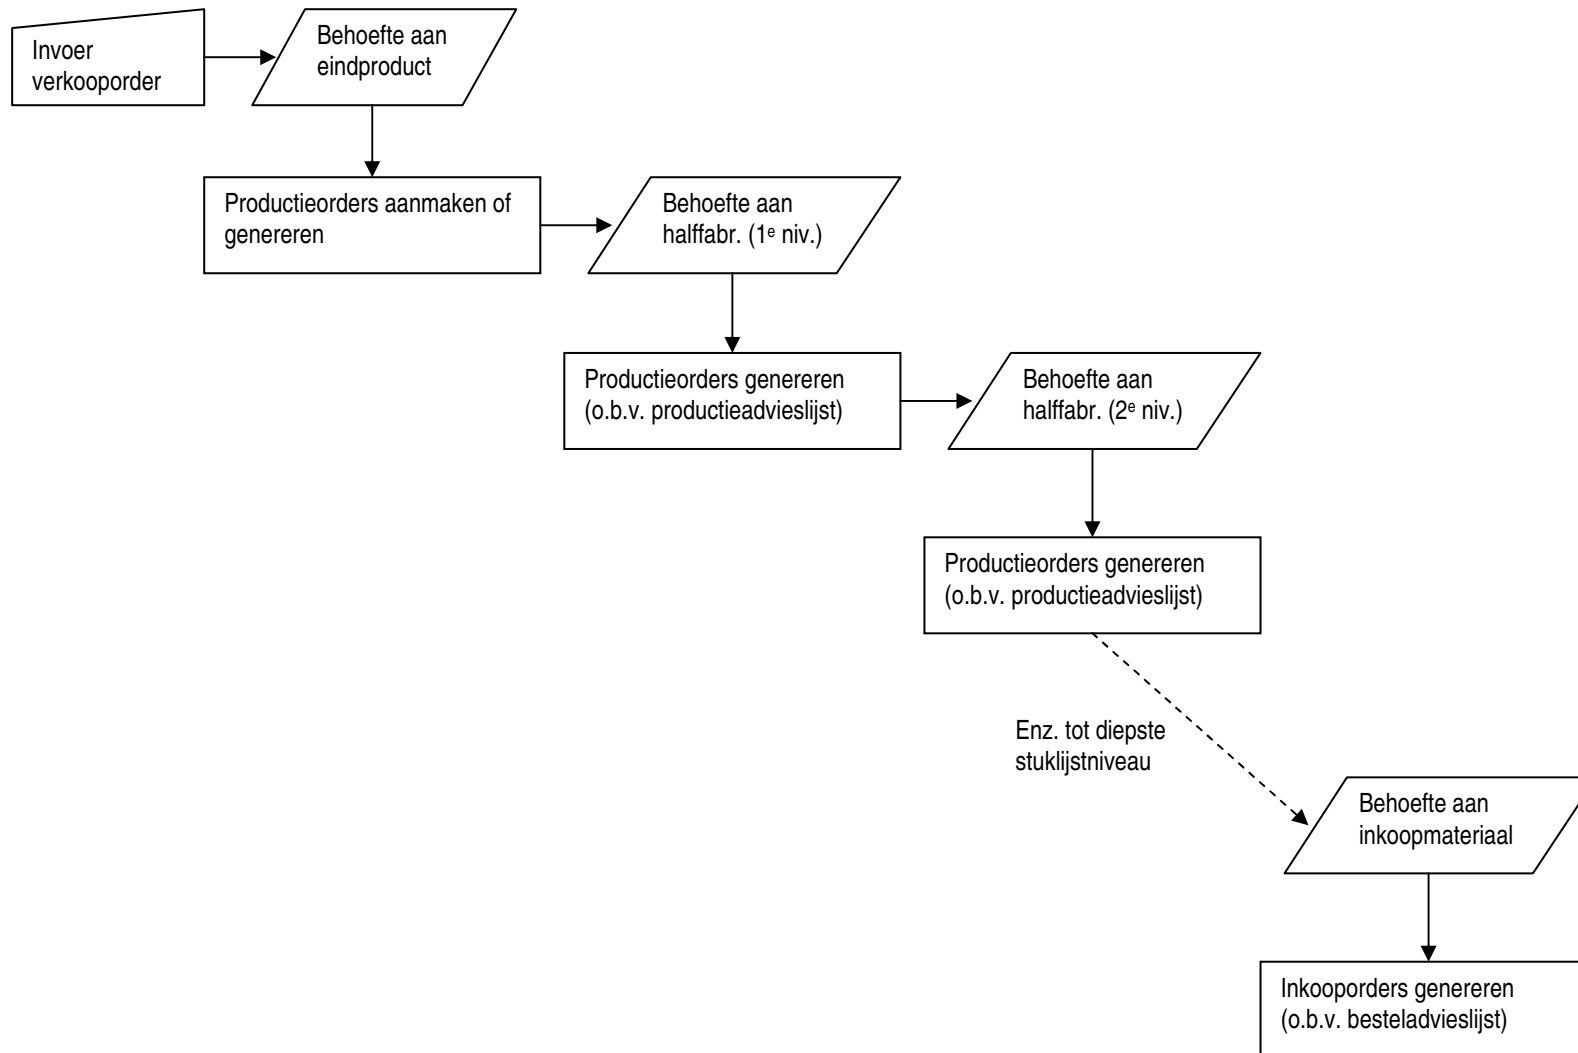 Invoer
verkooporder
Behoefte aan
eindproduct
Productieorders aanmaken of
genereren
Behoefte aan
halffabr. (1e niv.)
Productieorders genereren
(o.b.v. productieadvieslijst)
Behoefte aan
halffabr. (2e niv.)
Productieorders genereren
(o.b.v. productieadvieslijst)
Enz. tot diepste
stuklijstniveau
Behoefte aan
inkoopmateriaal
Inkooporders genereren
(o.b.v. besteladvieslijst)